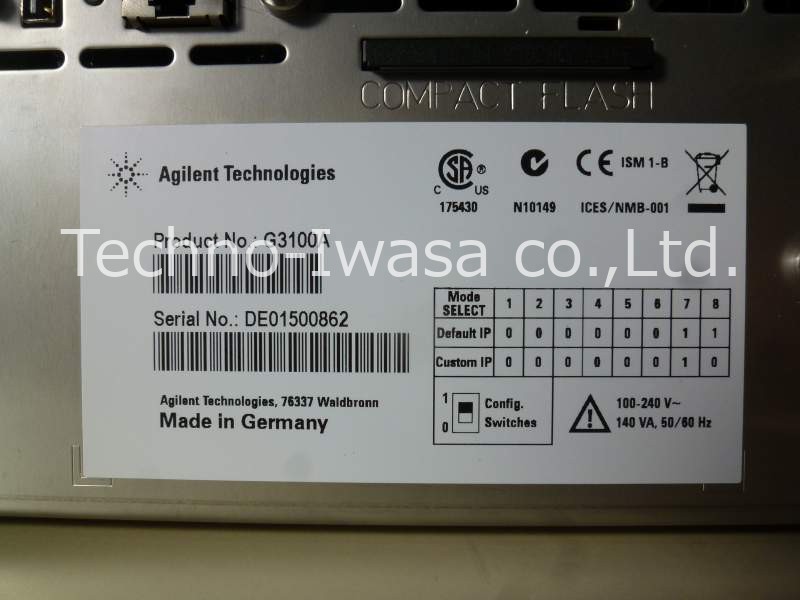 COMPACT FLASH
Agilent Technologies
CSA ®
C US
175430
N10149
CE ISM 1-B
ICES/NMB-001
Product No.: G3100A
Techno-Iwasa co.,Ltd.
Serial No.: DE01500862
Mode SELECT 1 2 3 4 5 6 7 8
Default IP 0 0 0 0 0 0 1 1
Custom IP 0 0 0 0 0 0 1 0
Agilent Technologies, 76337 Waldbronn
Made in Germany
1
0
Config.
Switches
100-240 V~
140 VA, 50/60 Hz